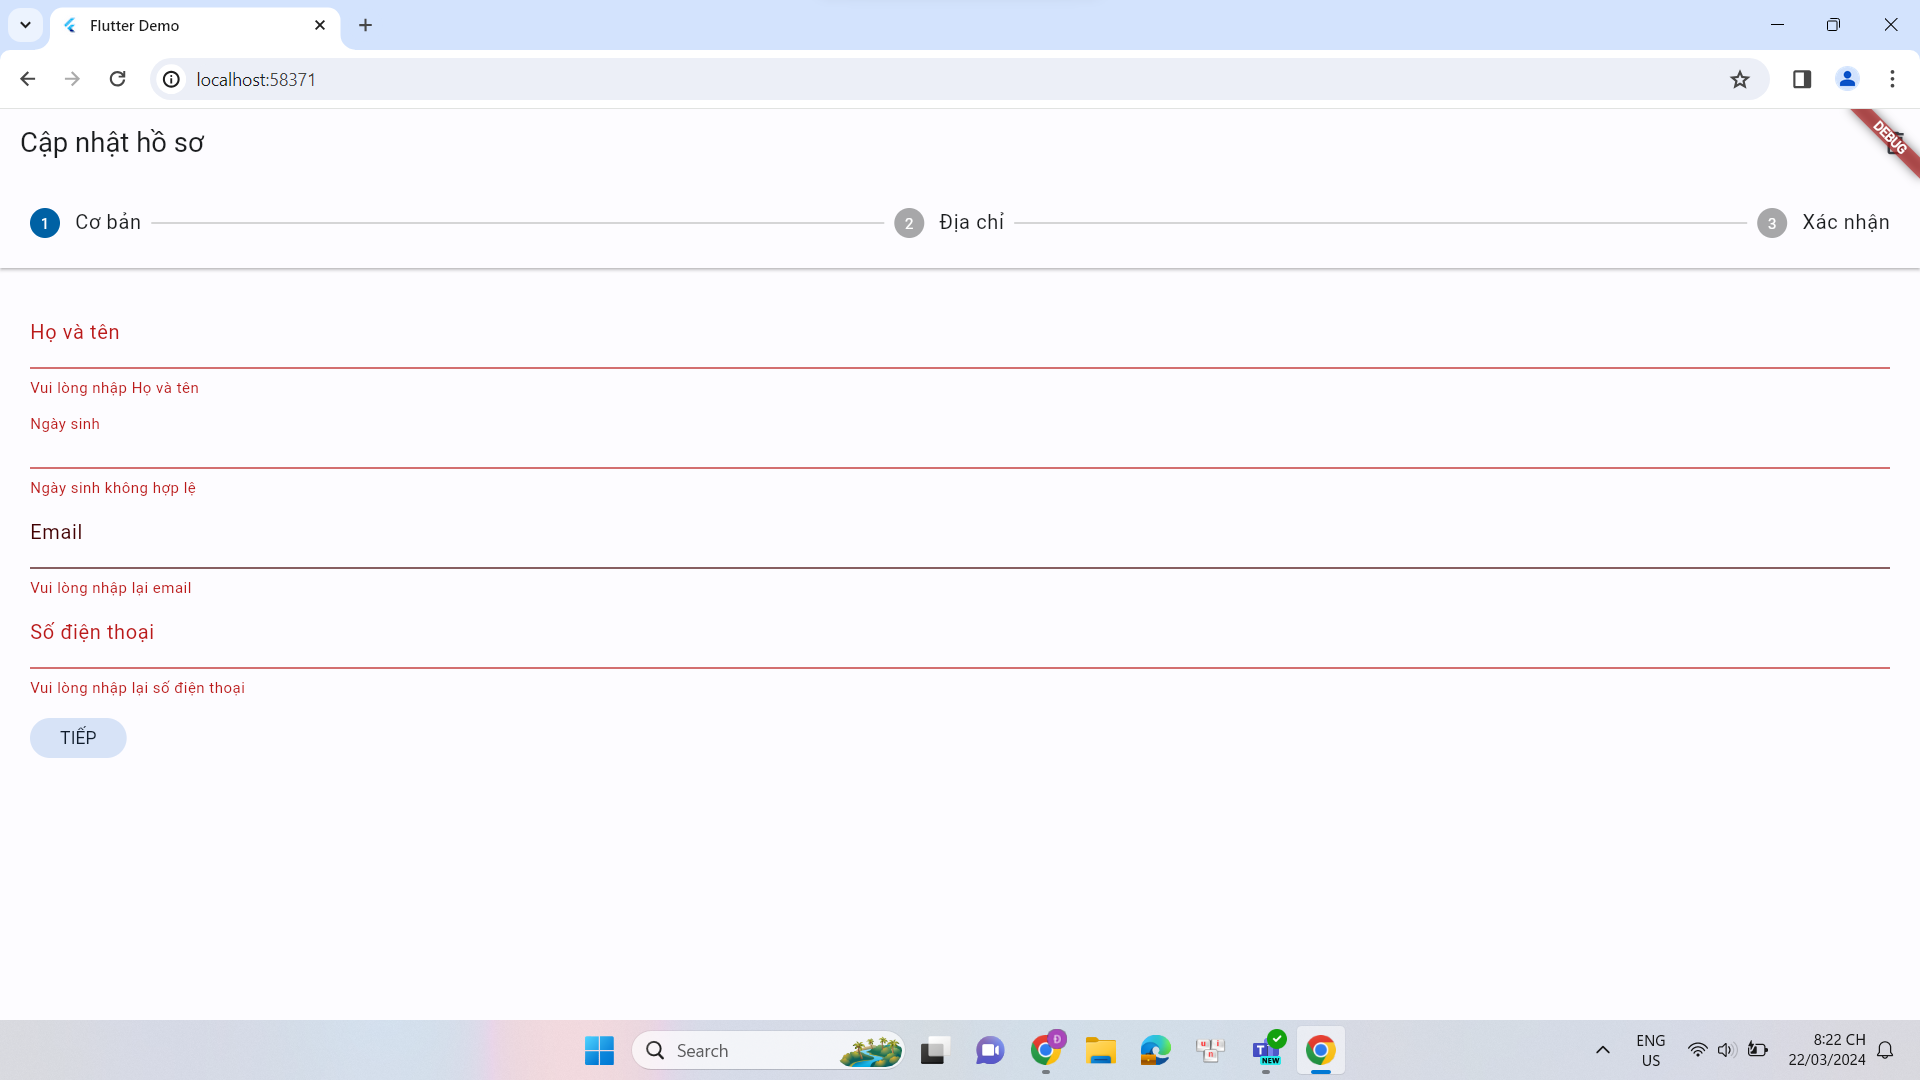 Flutter Demo
localhost:58371
Cập nhật hồ sơ
DEBUG
1 Cơ bản 2 Địa chỉ 3 Xác nhận
Họ và tên
Vui lòng nhập Họ và tên
Ngày sinh
Ngày sinh không hợp lệ
Email
Vui lòng nhập lại email
Số điện thoại
Vui lòng nhập lại số điện thoại
TIẾP
Search
Đ
T
NEW
ENG
US
8:22 CH
22/03/2024